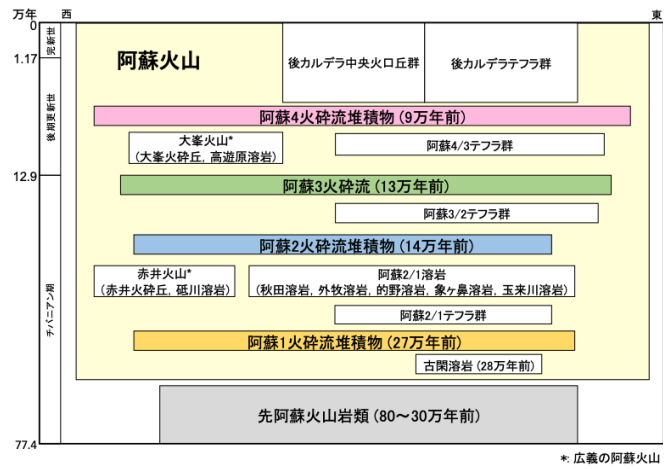 万年
西
東
0
完新世
1.17
後期更新世
12.9
チバニアン期
77.4
阿蘇火山
後カルデラ中央火口丘群
後カルデラテフラ群
阿蘇4火砕流堆積物(9万年前)
大峯火山*
(大峯火砕丘, 高遊原溶岩)
阿蘇4/3テフラ群
阿蘇3火砕流(13万年前)
阿蘇3/2テフラ群
阿蘇2火砕流堆積物(14万年前)
赤井火山*
(赤井火砕丘, 砥川溶岩)
阿蘇2/1溶岩
(秋田溶岩, 外牧溶岩, 的野溶岩, 象ヶ鼻溶岩, 玉来川溶岩)
阿蘇2/1テフラ群
阿蘇1火砕流堆積物(27万年前)
古閑溶岩(28万年前)
先阿蘇火山岩類(80～30万年前)
*: 広義の阿蘇火山